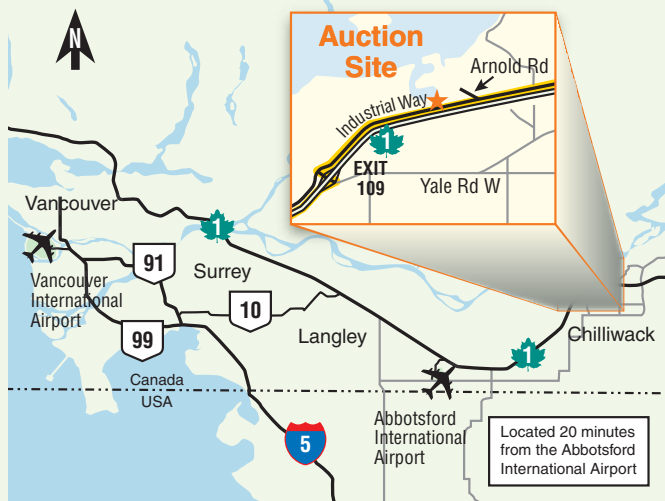 N
Auction
Site
Arnold Rd
Industrial Way
1
EXIT
109
Yale Rd W
Vancouver
1
Vancouver
International
Airport
91
Surrey
10
99
Langley
Chilliwack
1
Canada
USA
5
Abbotsford
International
Airport
Located 20 minutes
from the Abbotsford
International Airport